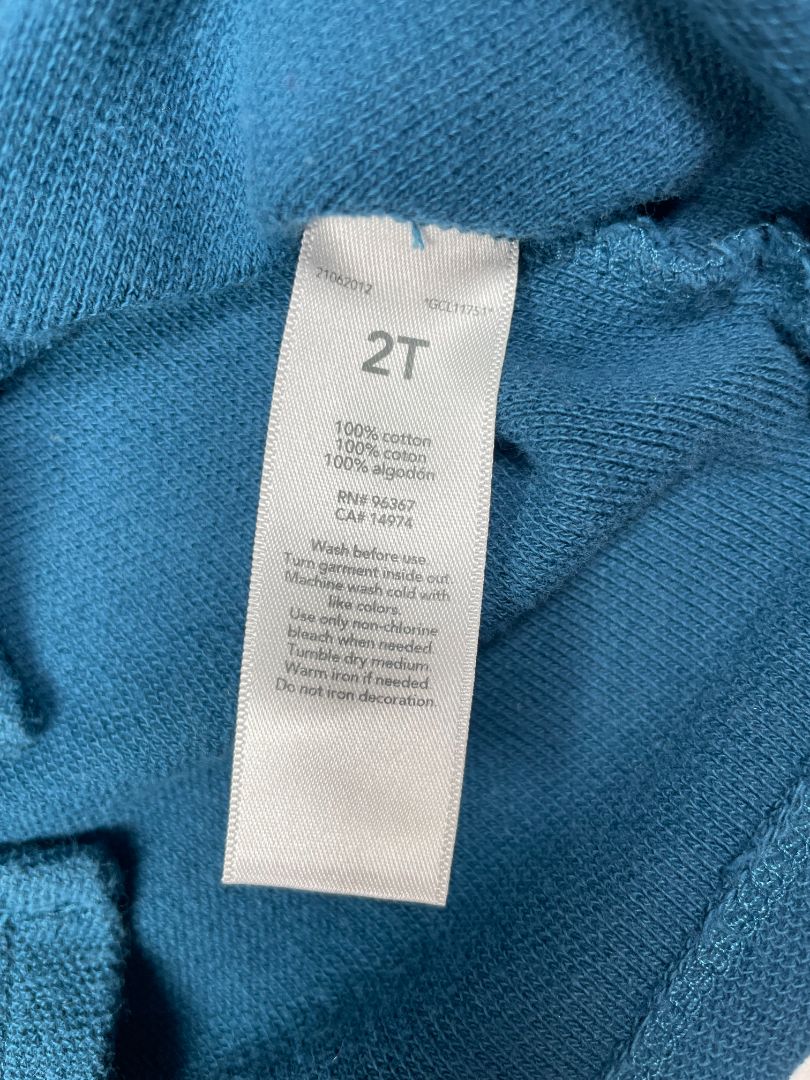 21062012 "GCL11751"
2T
100% cotton
100% coton
100% algodón
RN# 96367
CA# 14974
Wash before use.
Turn garment inside out.
Machine wash cold with
like colors.
Use only non-chlorine
bleach when needed.
Tumble dry medium.
Warm iron if needed.
Do not iron decoration.